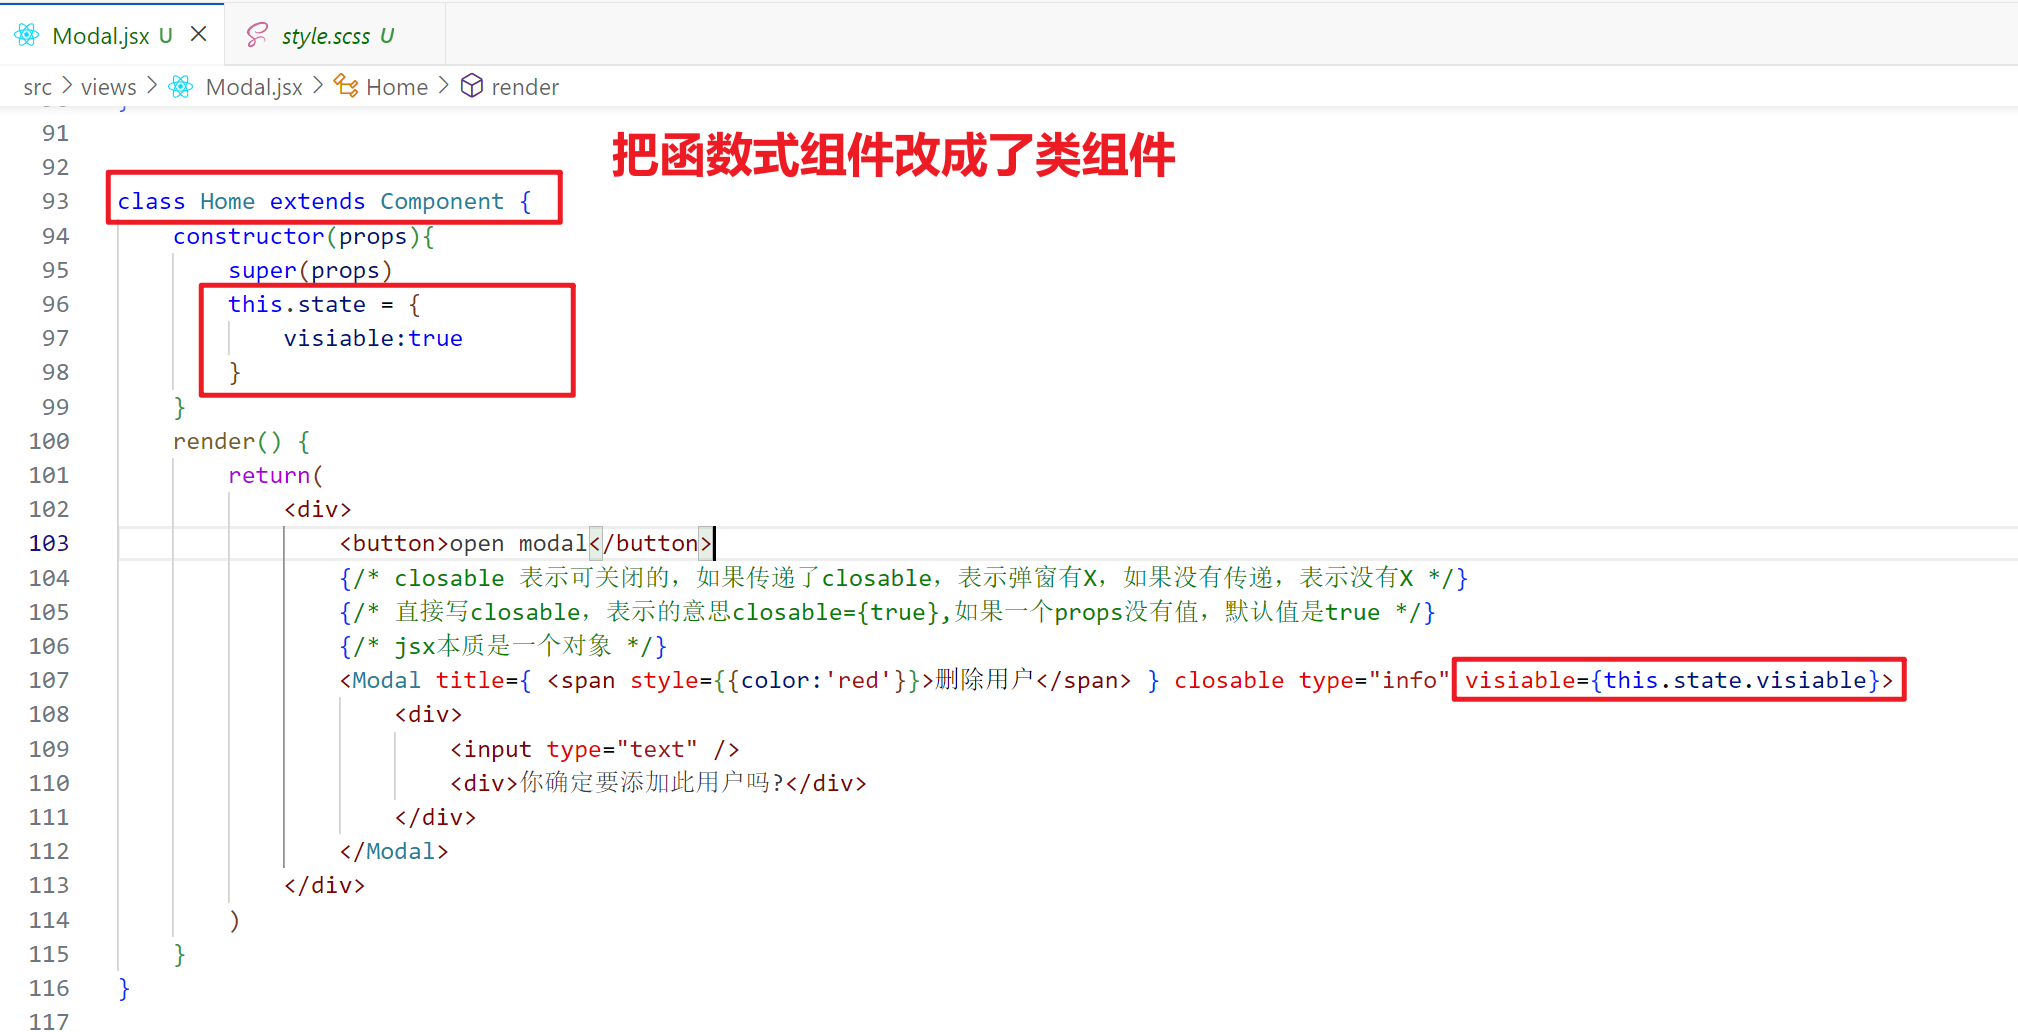 Modal.jsx U
style.scss U
src > views > Modal.jsx > Home > render
91
把函数式组件改成了类组件
92
93 class Home extends Component {
94 constructor(props){
95 super(props)
96 this.state = {
97 visiable:true
98 }
99 }
100 render() {
101 return(
102 <div>
103 <button>open modal</button>
104 {/* closable 表示可关闭的，如果传递了closable，表示弹窗有X，如果没有传递，表示没有X */}
105 {/* 直接写closable，表示的意思closable={true},如果一个props没有值，默认值是true */}
106 {/* jsx本质是一个对象 */}
107 <Modal title={ <span style={{color:'red'}}>删除用户</span> } closable type="info" visiable={this.state.visiable}>
108 <div>
109 <input type="text" />
110 <div>你确定要添加此用户吗?</div>
111 </div>
112 </Modal>
113 </div>
114 )
115 }
116 }
117